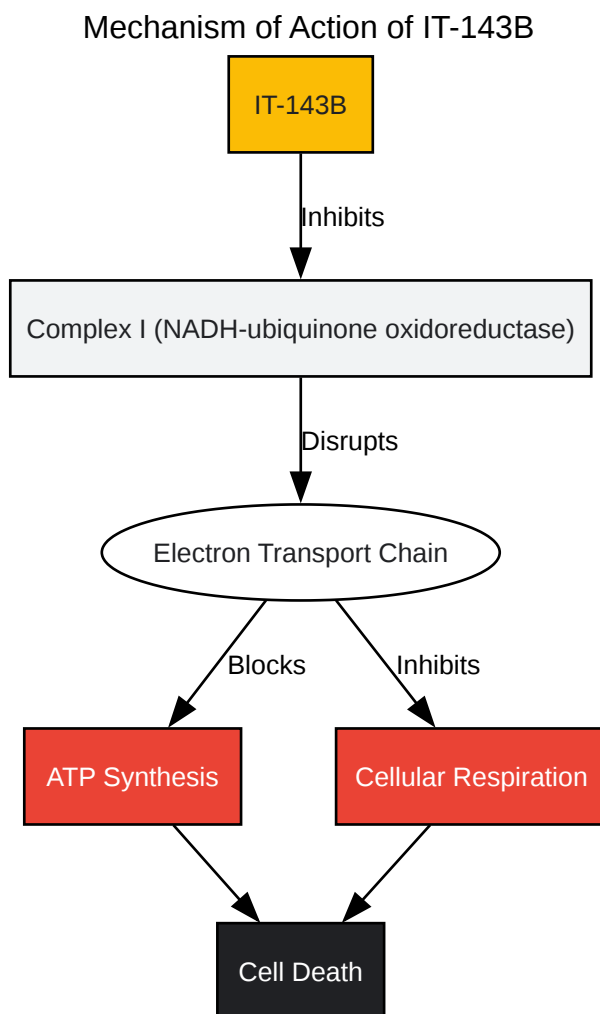 Mechanism of Action of IT-143B
IT-143B
Inhibits
Complex I (NADH-ubiquinone oxidoreductase)
Disrupts
Electron Transport Chain
Blocks
Inhibits
ATP Synthesis
Cellular Respiration
Cell Death